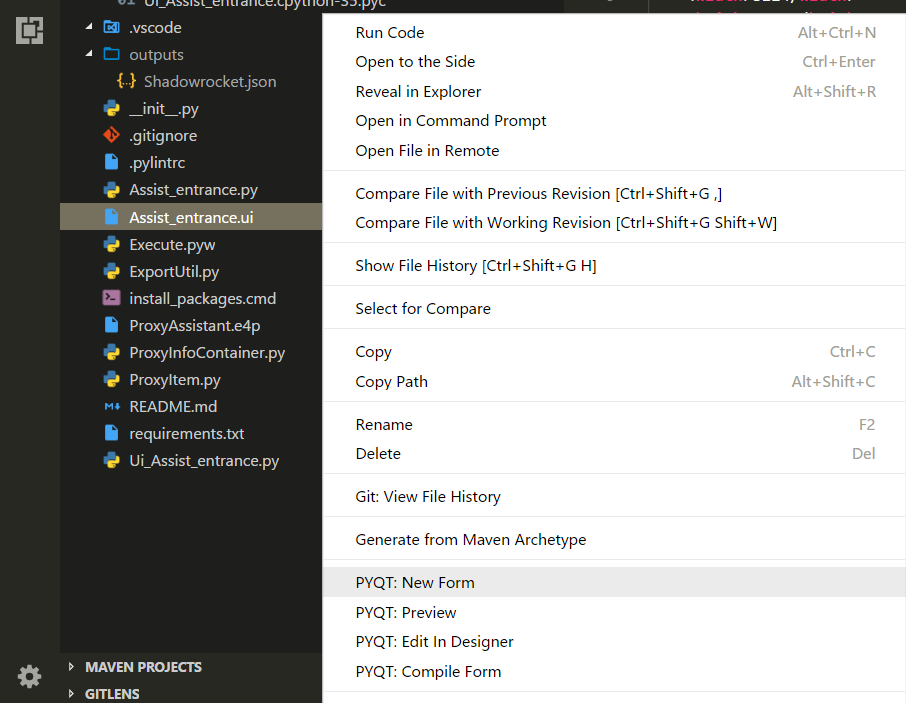 Ui_Assist_entrance.cpython-35.pyc
.vscode
outputs
Shadowrocket.json
__init__.py
.gitignore
.pylintrc
Assist_entrance.py
Assist_entrance.ui
Execute.pyw
ExportUtil.py
install_packages.cmd
ProxyAssistant.e4p
ProxyInfoContainer.py
ProxyItem.py
README.md
requirements.txt
Ui_Assist_entrance.py
MAVEN PROJECTS
GITLENS
Run Code Alt+Ctrl+N
Open to the Side Ctrl+Enter
Reveal in Explorer Alt+Shift+R
Open in Command Prompt
Open File in Remote
Compare File with Previous Revision [Ctrl+Shift+G ,]
Compare File with Working Revision [Ctrl+Shift+G Shift+W]
Show File History [Ctrl+Shift+G H]
Select for Compare
Copy Ctrl+C
Copy Path Alt+Shift+C
Rename F2
Delete Del
Git: View File History
Generate from Maven Archetype
PYQT: New Form
PYQT: Preview
PYQT: Edit In Designer
PYQT: Compile Form